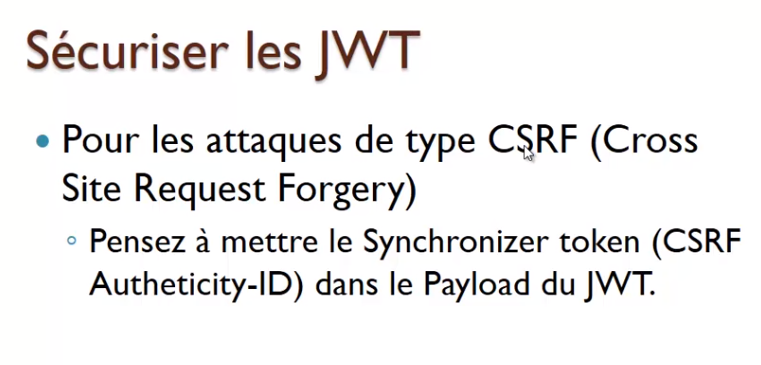 Sécuriser les JWT
Pour les attaques de type CSRF (Cross
Site Request Forgery)
Pensez à mettre le Synchronizer token (CSRF
Autheticity-ID) dans le Payload du JWT.